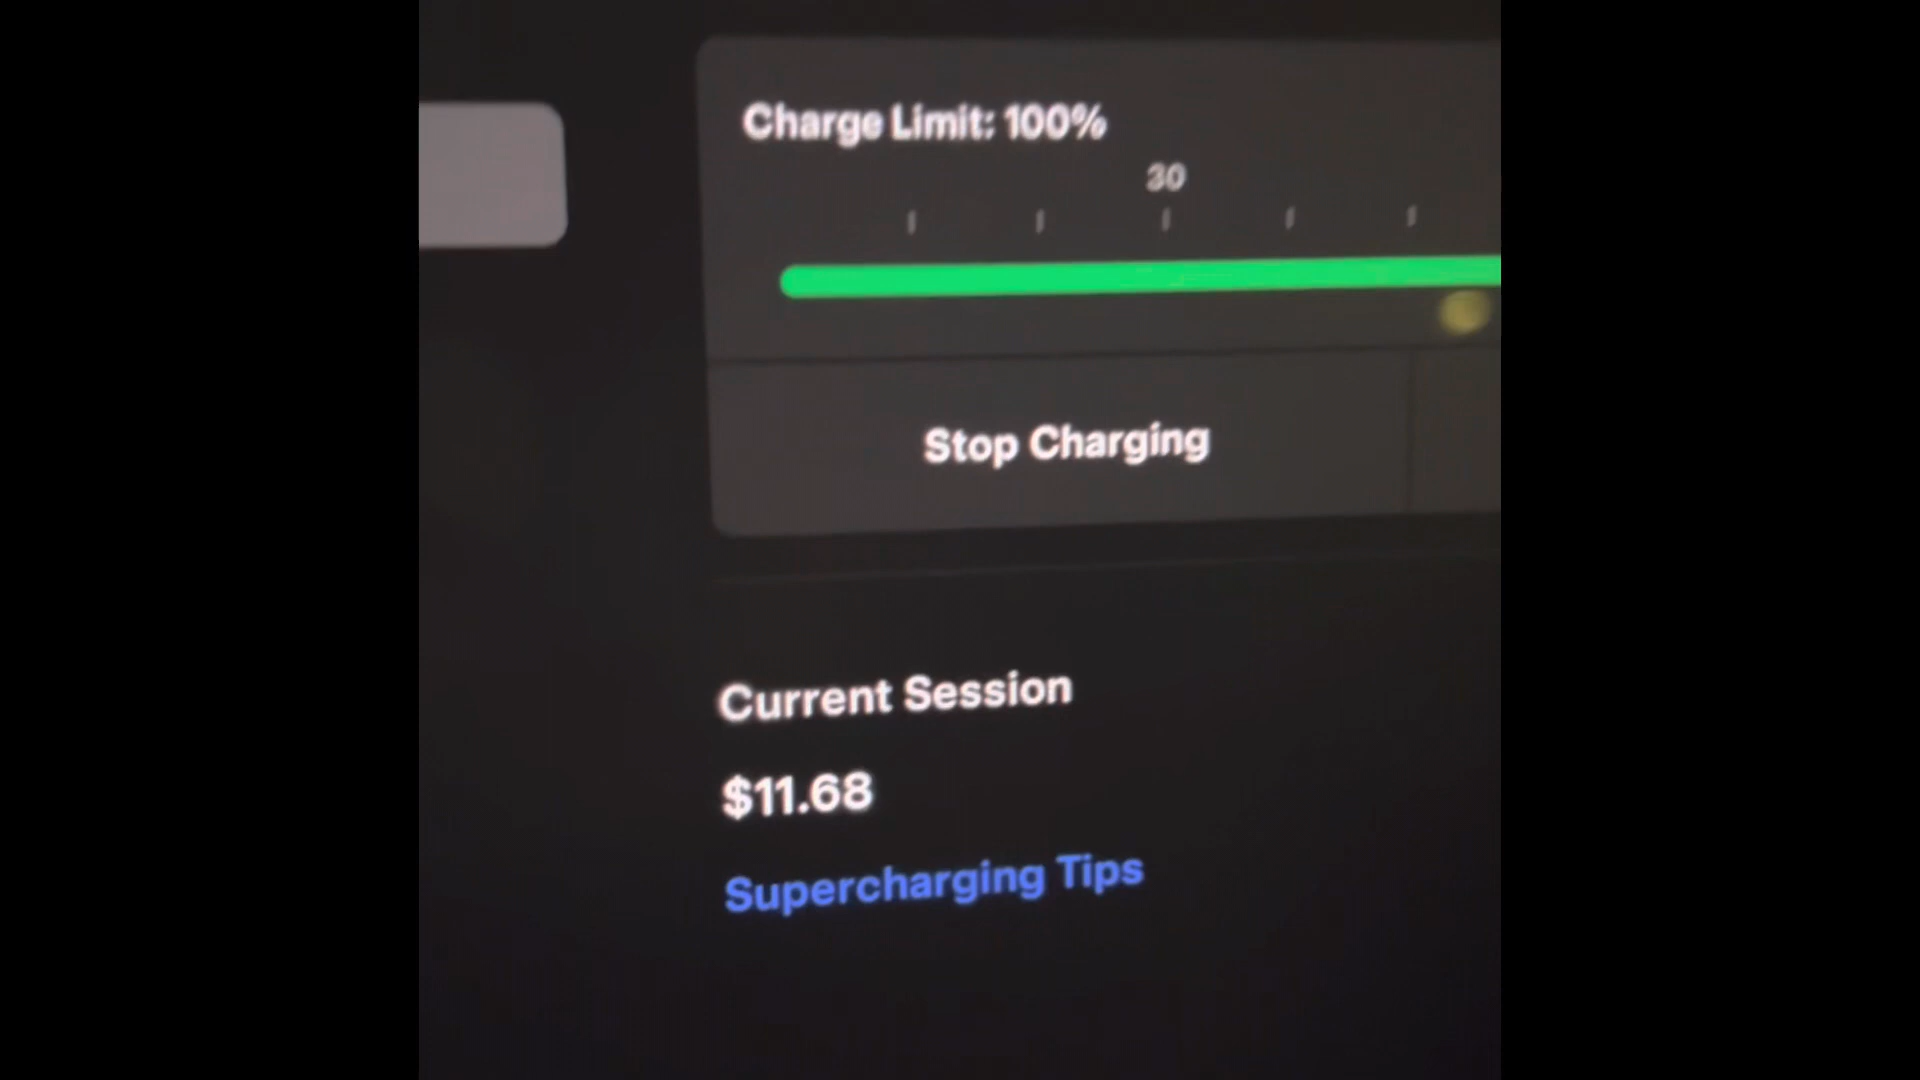 Charge Limit: 100%
30
Stop Charging
Current Session
$11.68
Supercharging Tips